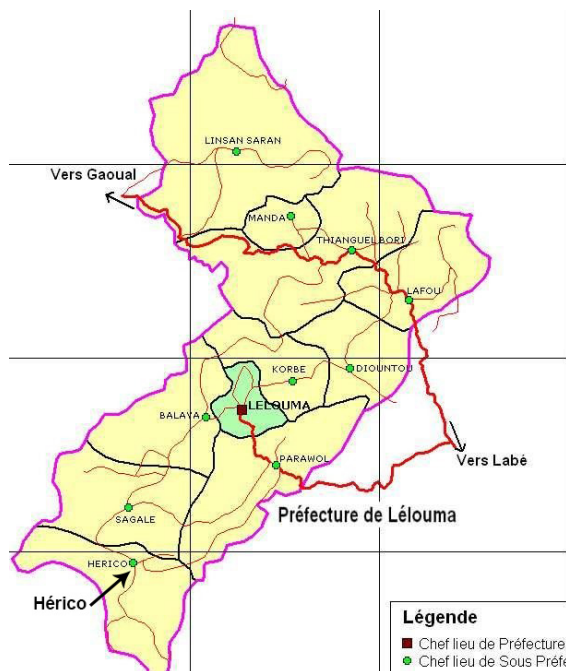 LINSAN SARAN
Vers Gaoual
MANDA
THIANGUEL BORI
LAFOU
KORBE
DIOUNTOU
LELOUMA
BALAYA
PARAWOL
Vers Labé
SAGALE
Préfecture de Lélouma
HERICO
Hérico
Légende
Chef lieu de Préfecture
Chef lieu de Sous Préfe